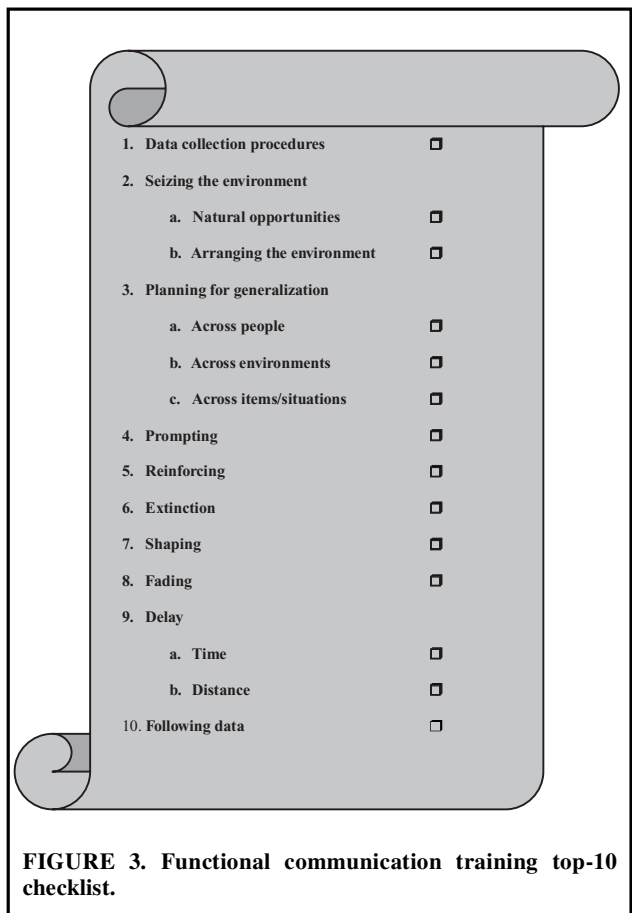 1. Data collection procedures ❐
2. Seizing the environment
a. Natural opportunities ❐
b. Arranging the environment ❐
3. Planning for generalization
a. Across people ❐
b. Across environments ❐
c. Across items/situations ❐
4. Prompting ❐
5. Reinforcing ❐
6. Extinction ❐
7. Shaping ❐
8. Fading ❐
9. Delay
a. Time ❐
b. Distance ❐
10. Following data ❐
FIGURE 3. Functional communication training top-10
checklist.